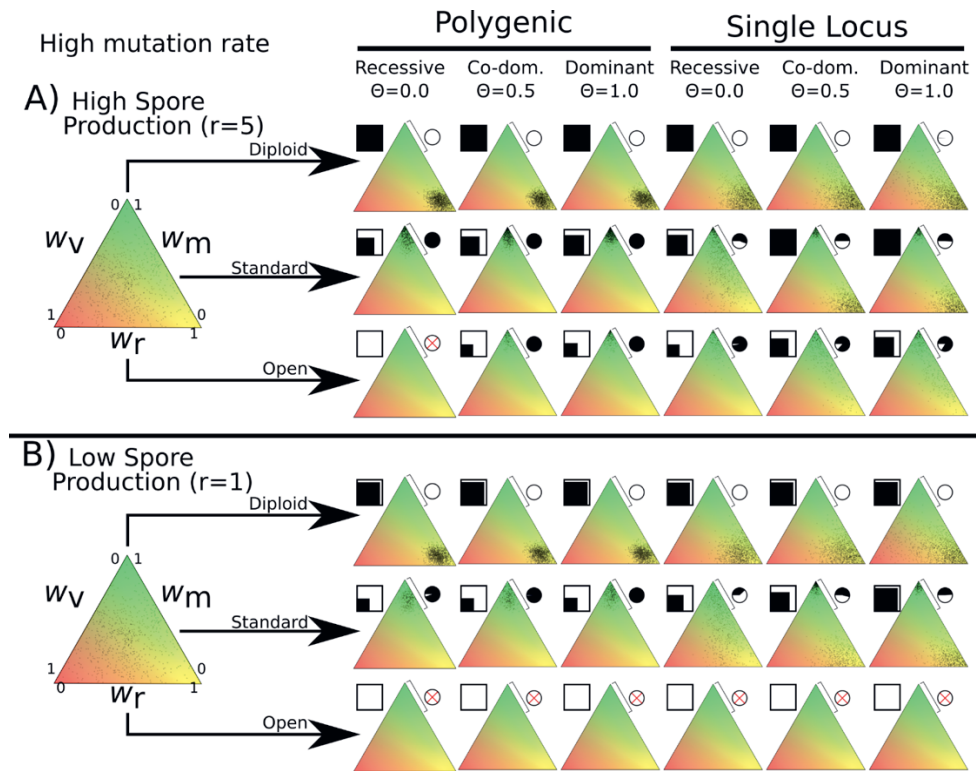 High mutation rate
Polygenic Single Locus
Recessive Co-dom. Dominant Recessive Co-dom. Dominant
Θ=0.0 Θ=0.5 Θ=1.0 Θ=0.0 Θ=0.5 Θ=1.0
A) High Spore
Production (r=5)
Diploid
0 1
wv wm
Standard
1 0
0 1
wr
Open
B) Low Spore
Production (r=1)
Diploid
0 1
wv wm
Standard
1 0
0 1
wr
Open